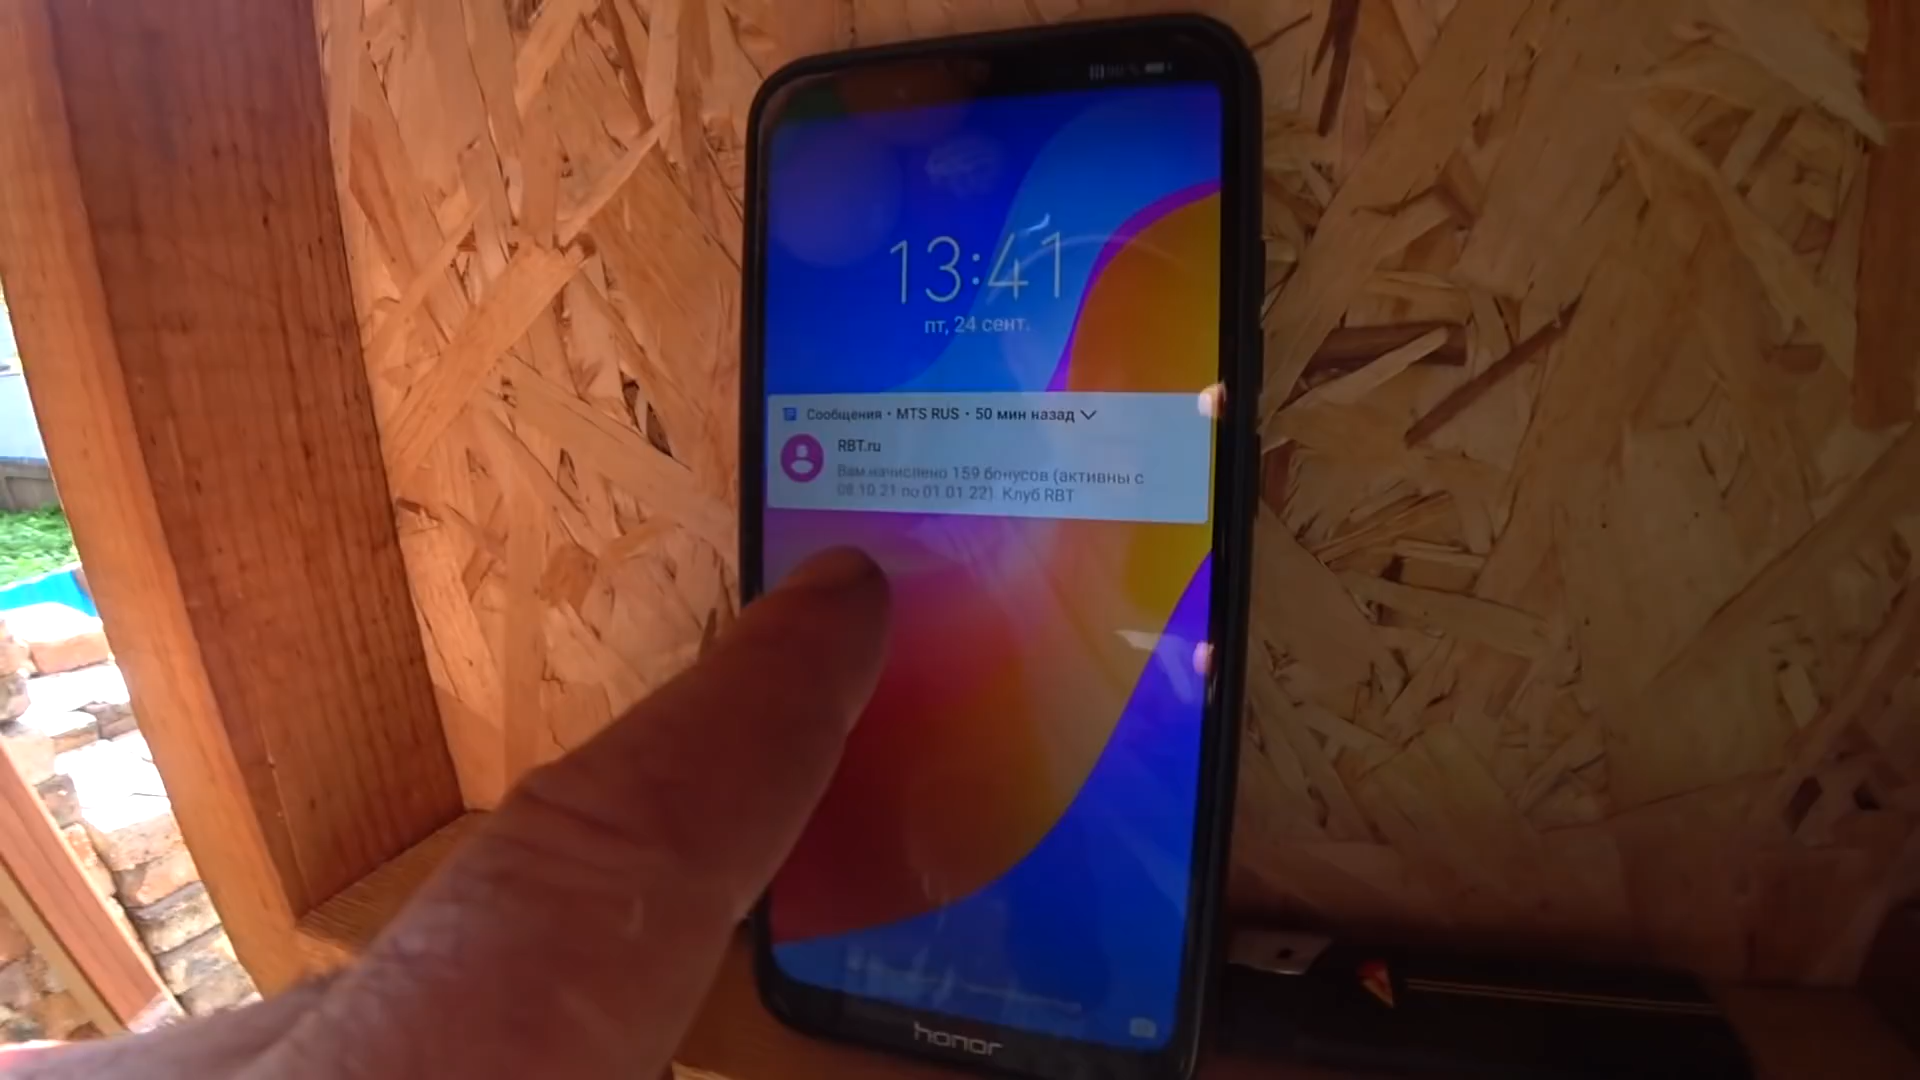 13:41
пт, 24 сент.
Сообщения • MTS RUS • 50 мин назад
RBT.ru
Вам начислено 159 бонусов (активны с
08.10.21 по 01.01.22). Клуб RBT
honor